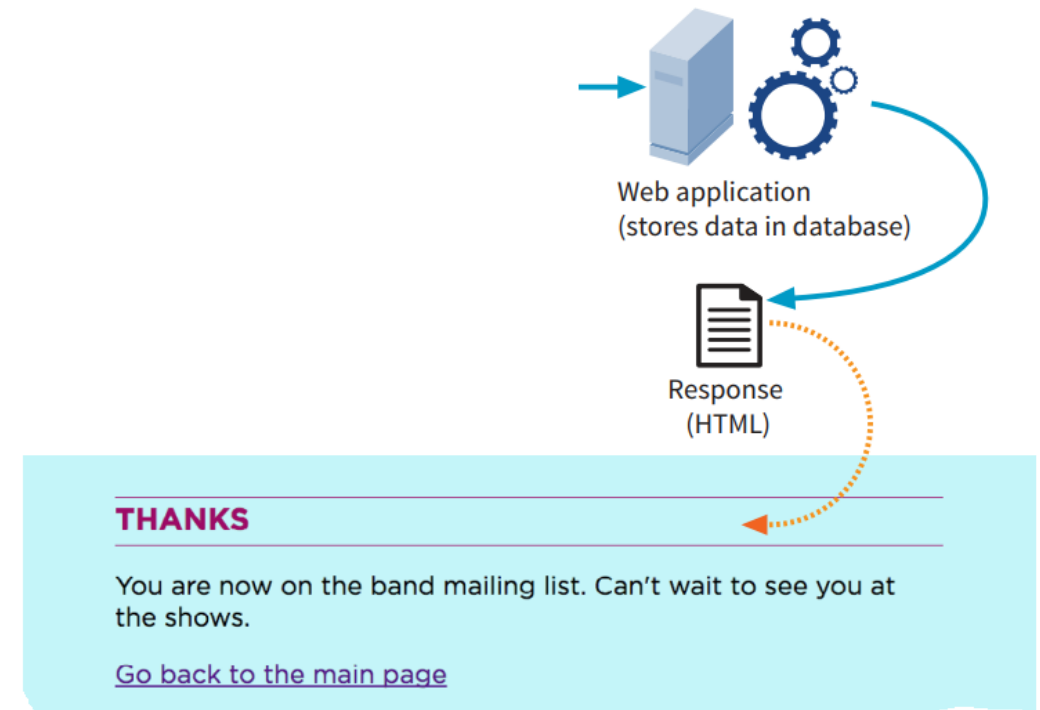 Web application
(stores data in database)
Response
(HTML)
THANKS
You are now on the band mailing list. Can't wait to see you at
the shows.
Go back to the main page